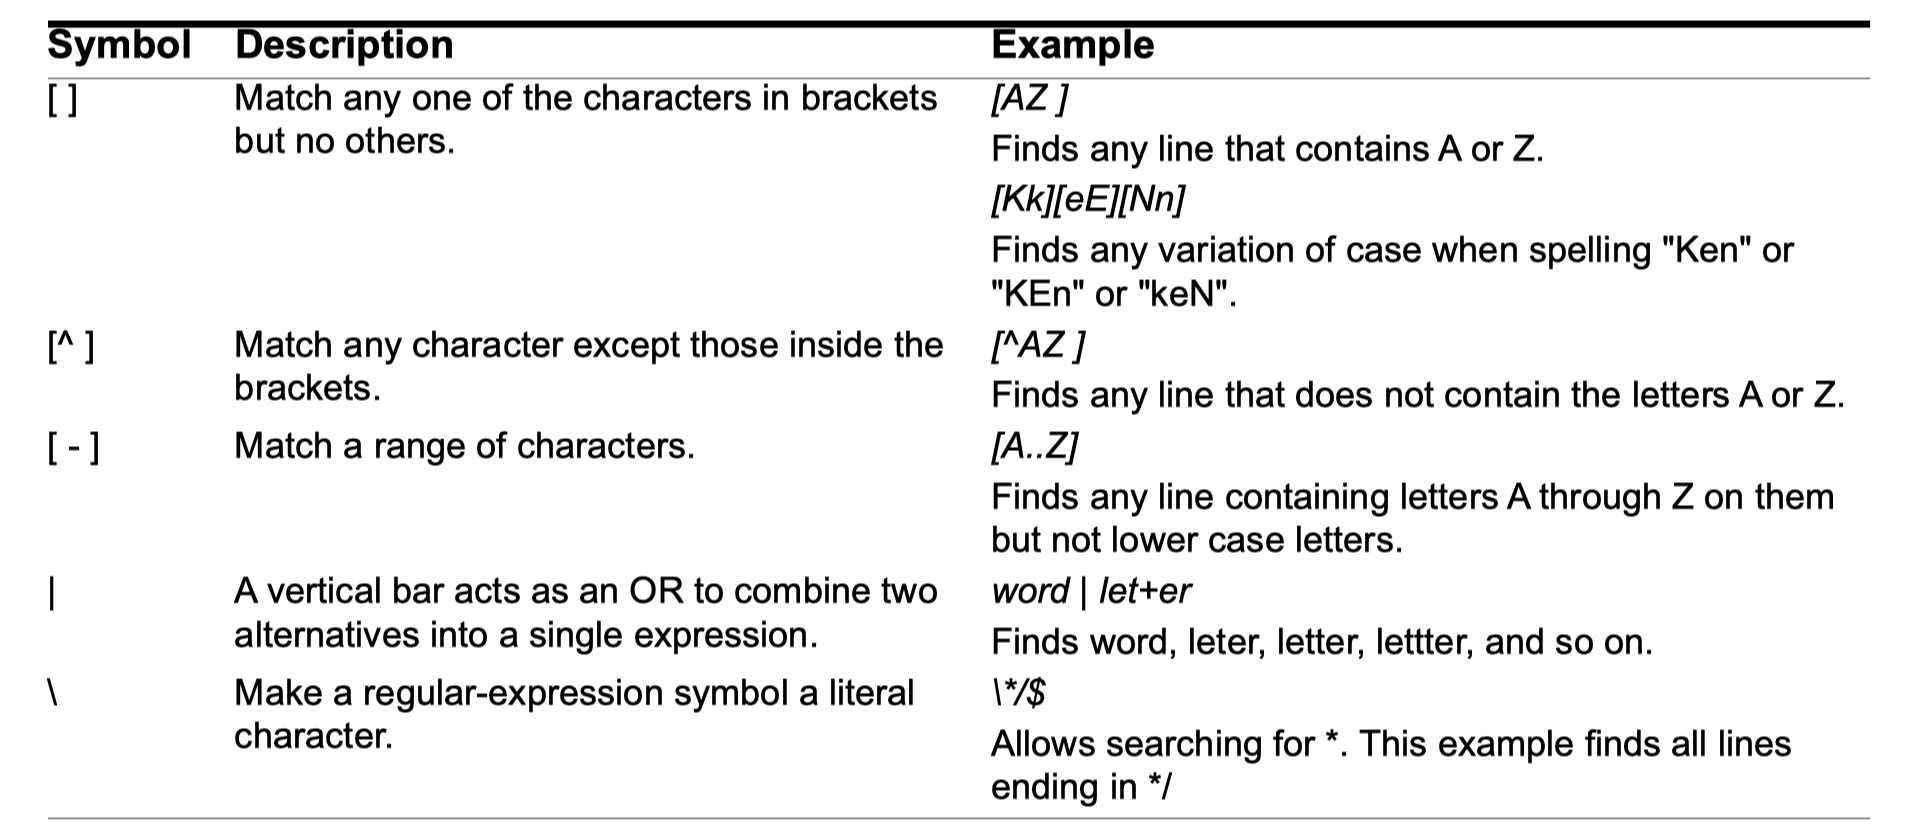 Symbol Description Example
[ ] Match any one of the characters in brackets [AZ ]
but no others.
Finds any line that contains A or Z.
[Kk][eE][Nn]
Finds any variation of case when spelling "Ken" or
"KEn" or "keN".
[^ ] Match any character except those inside the [^AZ ]
brackets.
Finds any line that does not contain the letters A or Z.
[ - ] Match a range of characters. [A..Z]
Finds any line containing letters A through Z on them
but not lower case letters.
| A vertical bar acts as an OR to combine two word | let+er
alternatives into a single expression.
Finds word, leter, letter, lettter, and so on.
\ Make a regular-expression symbol a literal \*/$
character.
Allows searching for *. This example finds all lines
ending in */